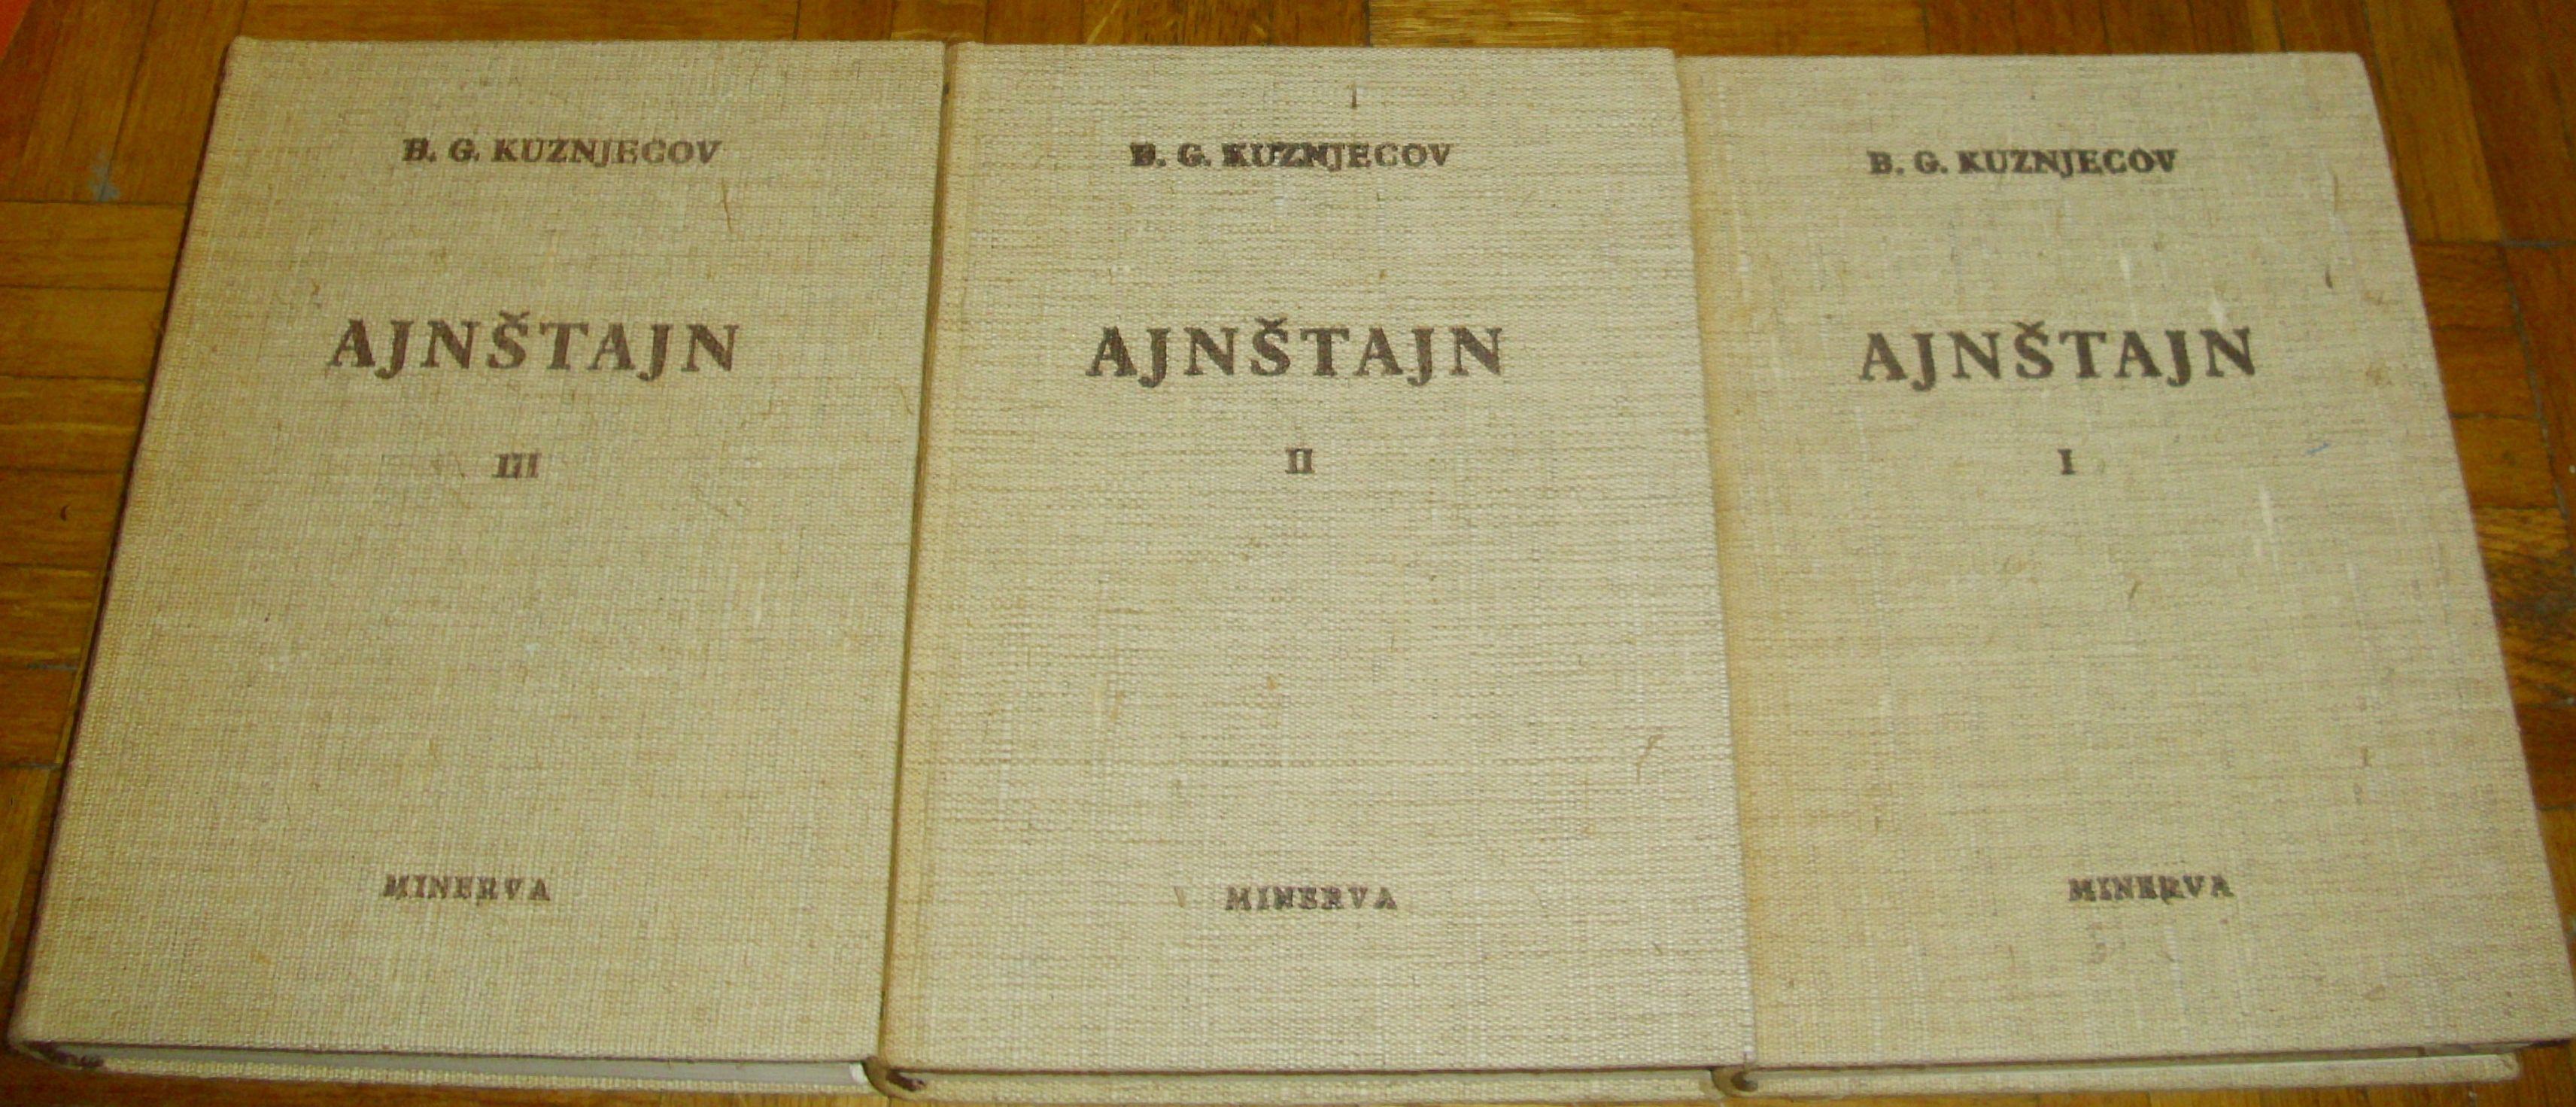 B. G. KUZNJECOV
AJNŠTAJN
III
MINERVA
B. G. KUZNJECOV
AJNŠTAJN
II
MINERVA
B. G. KUZNJECOV
AJNŠTAJN
I
MINERVA